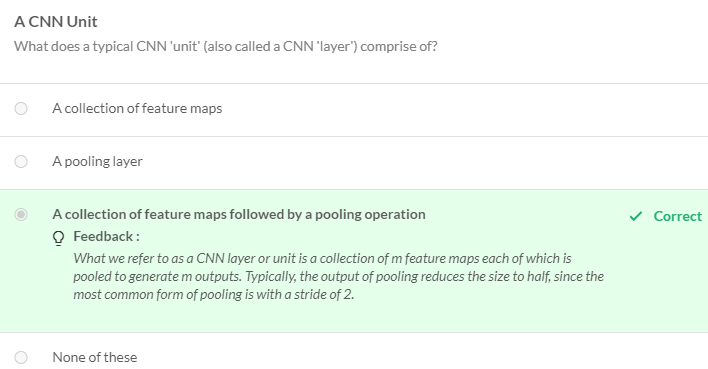 A CNN Unit
What does a typical CNN 'unit' (also called a CNN 'layer') comprise of?
A collection of feature maps
A pooling layer
A collection of feature maps followed by a pooling operation
Correct
Feedback :
What we refer to as a CNN layer or unit is a collection of m feature maps each of which is
pooled to generate m outputs. Typically, the output of pooling reduces the size to half, since the
most common form of pooling is with a stride of 2.
None of these